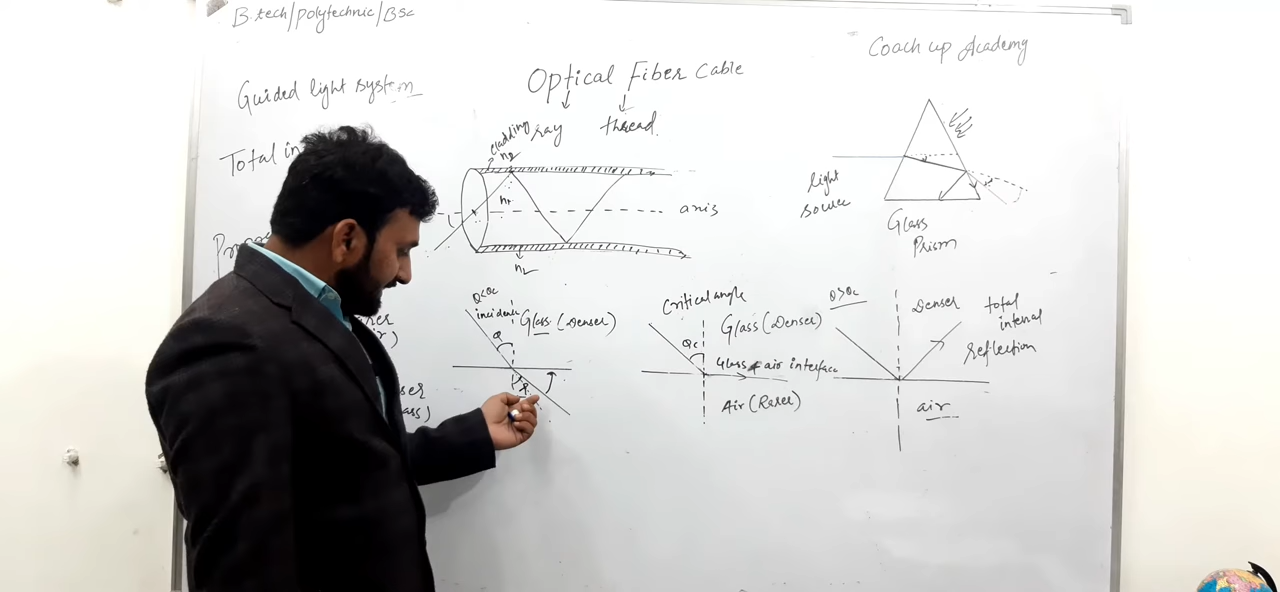 B.tech/polytechnic/BSc
Coach up Academy
Guided light system
Optical Fiber Cable
ray thread
Total in
cladding
n2
n1
axis
n2
light
source
Glass
Prism
θ<θc
incidence
Glass (Denser)
θ
r
Critical angle
Glass (Denser)
θc
Glass & air interface
Air (Rarer)
θ>θc
Denser
total
internal
reflection
air